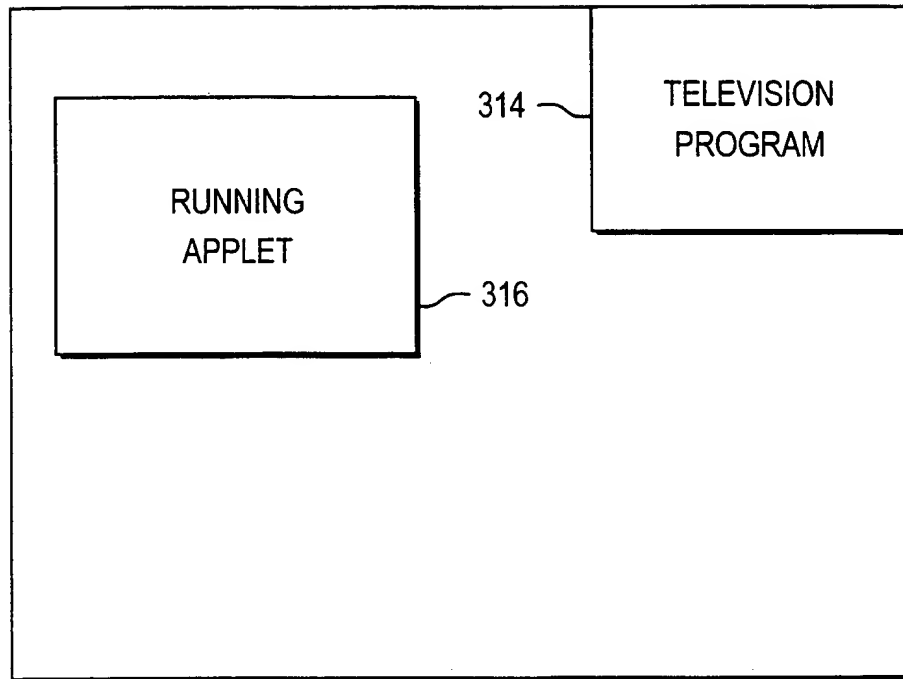 314
TELEVISION
PROGRAM
RUNNING
APPLET
316